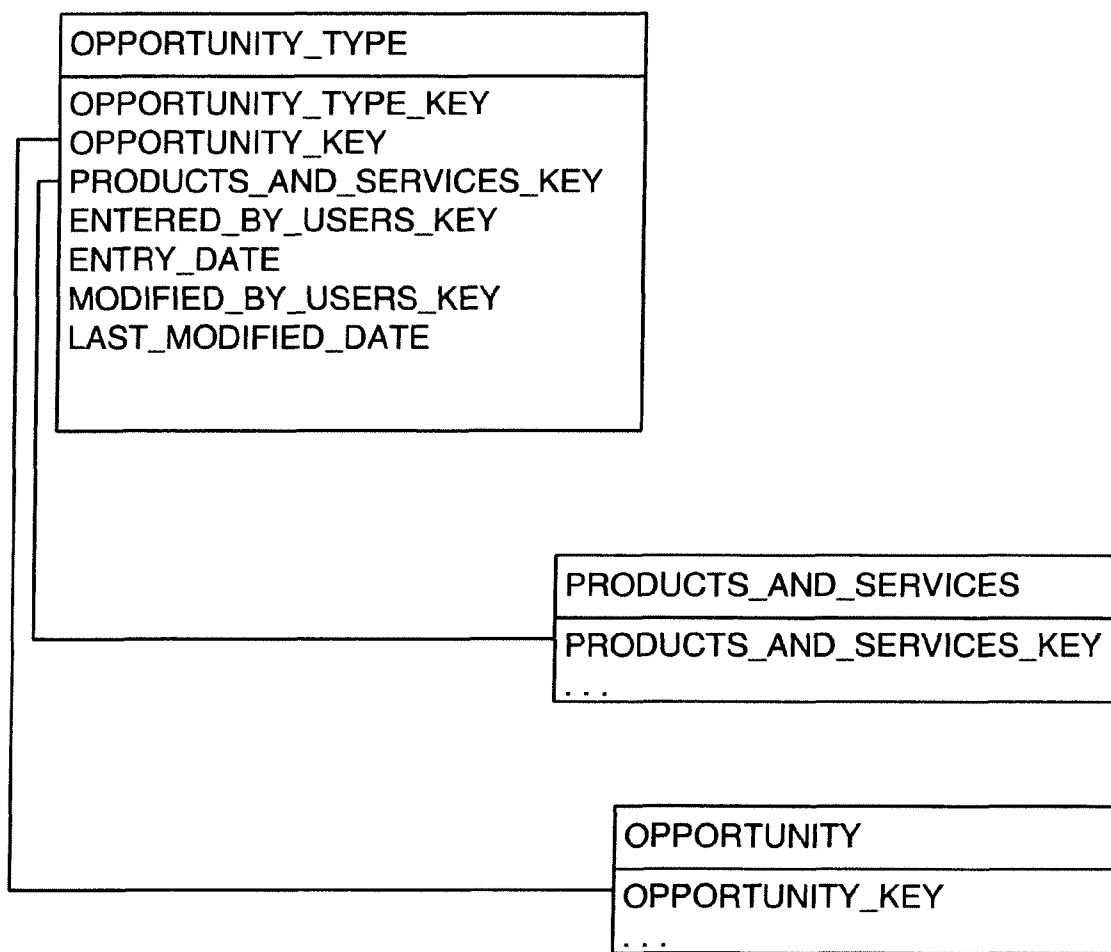 OPPORTUNITY_TYPE
OPPORTUNITY_TYPE_KEY
OPPORTUNITY_KEY
PRODUCTS_AND_SERVICES_KEY
ENTERED_BY_USERS_KEY
ENTRY_DATE
MODIFIED_BY_USERS_KEY
LAST_MODIFIED_DATE
PRODUCTS_AND_SERVICES
PRODUCTS_AND_SERVICES_KEY
. . .
OPPORTUNITY
OPPORTUNITY_KEY
. . .